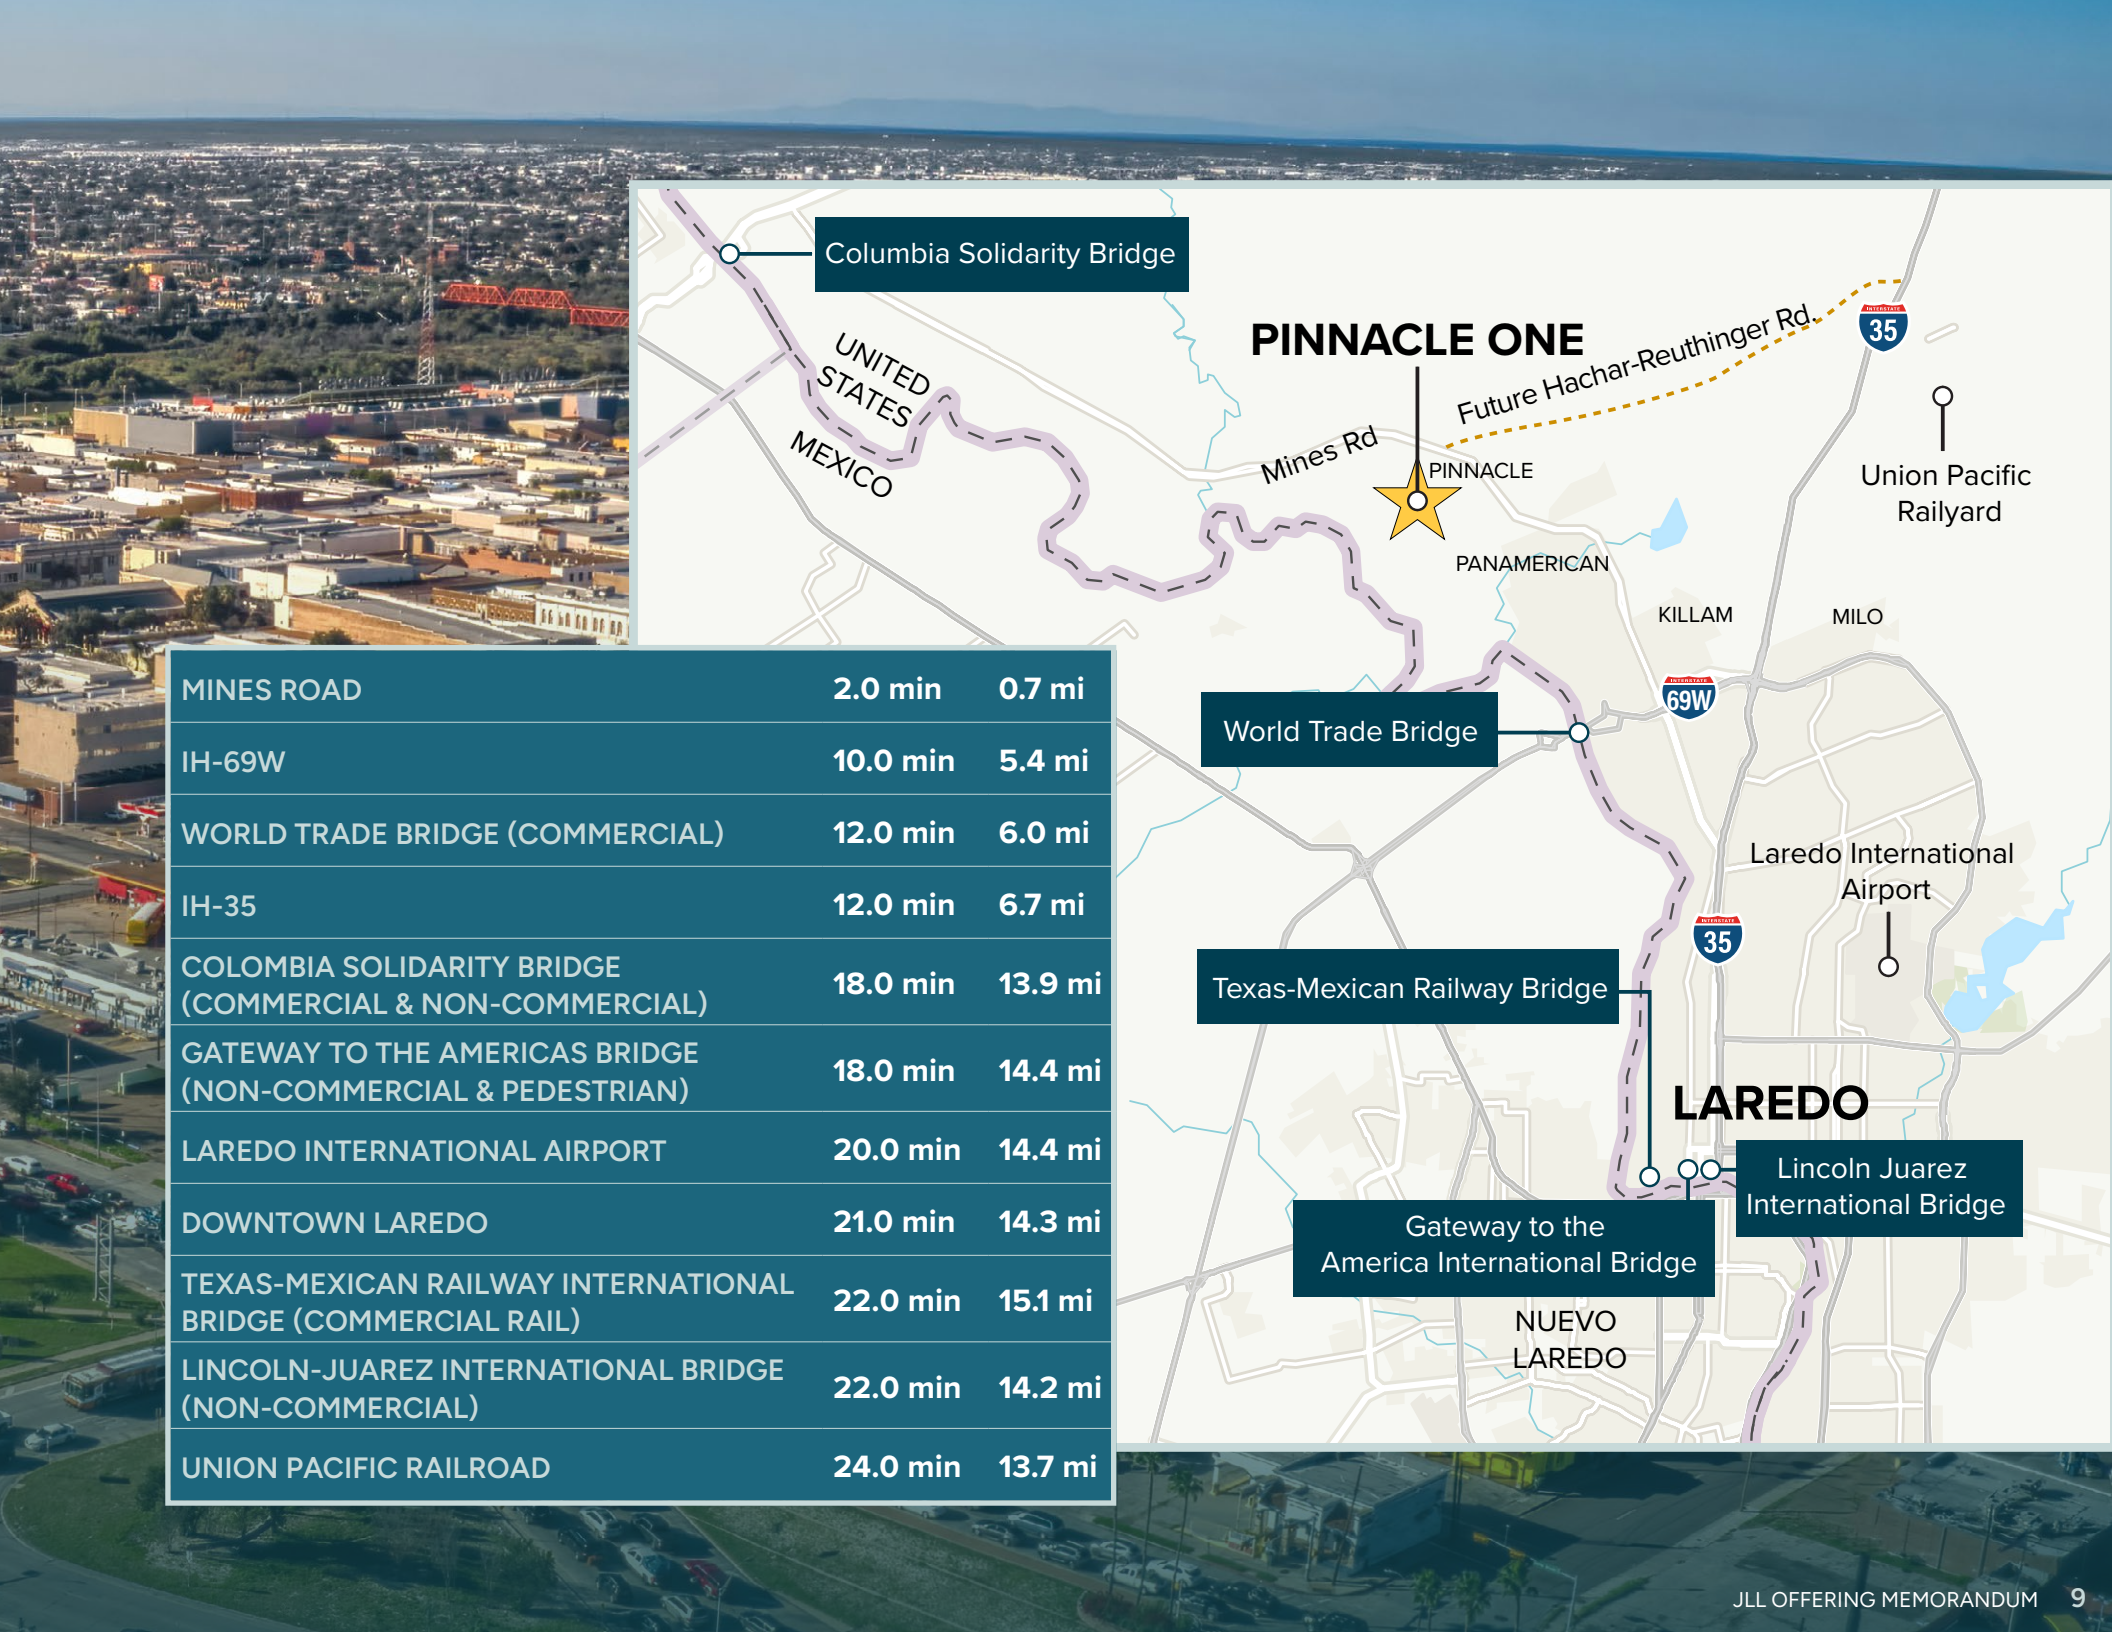 Columbia Solidarity Bridge
UNITED
STATES
MEXICO
PINNACLE ONE
Future Hachar-Reuthinger Rd.
INTERSTATE
35
Mines Rd
PINNACLE
Union Pacific
Railyard
PANAMERICAN
KILLAM
MILO
INTERSTATE
69W
World Trade Bridge
Laredo International
Airport
INTERSTATE
35
Texas-Mexican Railway Bridge
LAREDO
Lincoln Juarez
International Bridge
Gateway to the
America International Bridge
NUEVO
LAREDO
MINES ROAD 2.0 min 0.7 mi
IH-69W 10.0 min 5.4 mi
WORLD TRADE BRIDGE (COMMERCIAL) 12.0 min 6.0 mi
IH-35 12.0 min 6.7 mi
COLOMBIA SOLIDARITY BRIDGE
(COMMERCIAL & NON-COMMERCIAL) 18.0 min 13.9 mi
GATEWAY TO THE AMERICAS BRIDGE
(NON-COMMERCIAL & PEDESTRIAN) 18.0 min 14.4 mi
LAREDO INTERNATIONAL AIRPORT 20.0 min 14.4 mi
DOWNTOWN LAREDO 21.0 min 14.3 mi
TEXAS-MEXICAN RAILWAY INTERNATIONAL
BRIDGE (COMMERCIAL RAIL) 22.0 min 15.1 mi
LINCOLN-JUAREZ INTERNATIONAL BRIDGE
(NON-COMMERCIAL) 22.0 min 14.2 mi
UNION PACIFIC RAILROAD 24.0 min 13.7 mi
JLL OFFERING MEMORANDUM 9